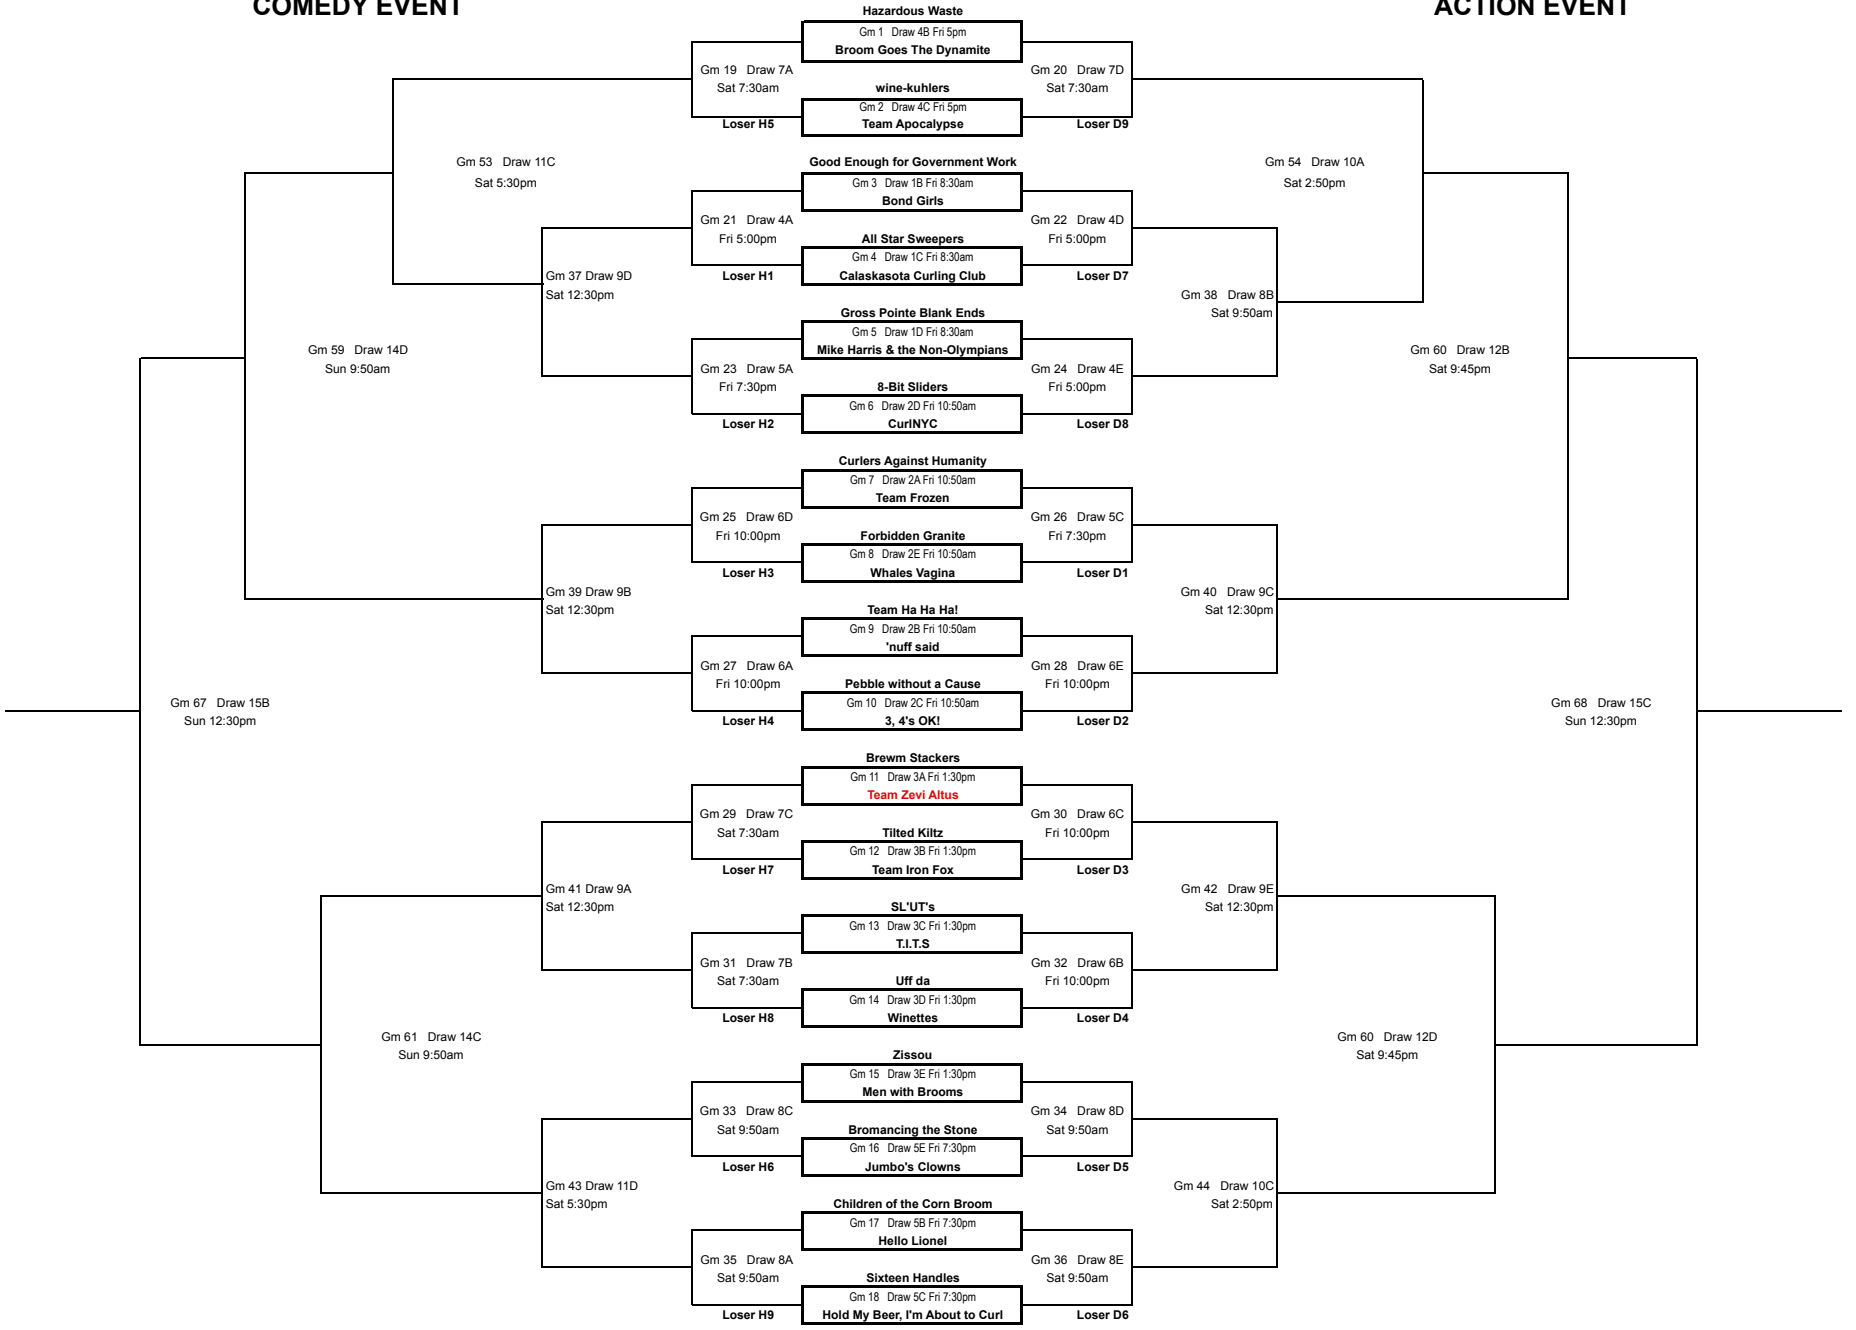 COMEDY EVENT
ACTION EVENT
Hazardous Waste
Gm 1 Draw 4B Fri 5pm
Broom Goes The Dynamite
Gm 19 Draw 7A
Sat 7:30am
Gm 20 Draw 7D
Sat 7:30am
wine-kuhlers
Gm 2 Draw 4C Fri 5pm
Loser H5
Team Apocalypse
Loser D9
Gm 53 Draw 11C
Sat 5:30pm
Good Enough for Government Work
Gm 54 Draw 10A
Sat 2:50pm
Gm 3 Draw 1B Fri 8:30am
Bond Girls
Gm 21 Draw 4A
Fri 5:00pm
Gm 22 Draw 4D
Fri 5:00pm
All Star Sweepers
Gm 4 Draw 1C Fri 8:30am
Loser H1
Calaskasota Curling Club
Loser D7
Gm 37 Draw 9D
Sat 12:30pm
Gm 38 Draw 8B
Sat 9:50am
Gross Pointe Blank Ends
Gm 5 Draw 1D Fri 8:30am
Mike Harris & the Non-Olympians
Gm 59 Draw 14D
Sun 9:50am
Gm 60 Draw 12B
Sat 9:45pm
Gm 23 Draw 5A
Fri 7:30pm
Gm 24 Draw 4E
Fri 5:00pm
8-Bit Sliders
Gm 6 Draw 2D Fri 10:50am
Loser H2
CurlNYC
Loser D8
Curlers Against Humanity
Gm 7 Draw 2A Fri 10:50am
Team Frozen
Gm 25 Draw 6D
Fri 10:00pm
Gm 26 Draw 5C
Fri 7:30pm
Forbidden Granite
Gm 8 Draw 2E Fri 10:50am
Loser H3
Whales Vagina
Loser D1
Gm 39 Draw 9B
Sat 12:30pm
Gm 40 Draw 9C
Sat 12:30pm
Team Ha Ha Ha!
Gm 9 Draw 2B Fri 10:50am
'nuff said
Gm 27 Draw 6A
Fri 10:00pm
Gm 28 Draw 6E
Fri 10:00pm
Pebble without a Cause
Gm 10 Draw 2C Fri 10:50am
Loser H4
3, 4's OK!
Loser D2
Gm 67 Draw 15B
Sun 12:30pm
Gm 68 Draw 15C
Sun 12:30pm
Brewm Stackers
Gm 11 Draw 3A Fri 1:30pm
Team Zevi Altus
Gm 29 Draw 7C
Sat 7:30am
Gm 30 Draw 6C
Fri 10:00pm
Tilted Kiltz
Gm 12 Draw 3B Fri 1:30pm
Loser H7
Team Iron Fox
Loser D3
Gm 41 Draw 9A
Sat 12:30pm
Gm 42 Draw 9E
Sat 12:30pm
SL'UT's
Gm 13 Draw 3C Fri 1:30pm
T.I.T.S
Gm 31 Draw 7B
Sat 7:30am
Gm 32 Draw 6B
Fri 10:00pm
Uff da
Gm 14 Draw 3D Fri 1:30pm
Loser H8
Winettes
Loser D4
Gm 61 Draw 14C
Sun 9:50am
Gm 60 Draw 12D
Sat 9:45pm
Zissou
Gm 15 Draw 3E Fri 1:30pm
Men with Brooms
Gm 33 Draw 8C
Sat 9:50am
Gm 34 Draw 8D
Sat 9:50am
Bromancing the Stone
Gm 16 Draw 5E Fri 7:30pm
Loser H6
Jumbo's Clowns
Loser D5
Gm 43 Draw 11D
Sat 5:30pm
Gm 44 Draw 10C
Sat 2:50pm
Children of the Corn Broom
Gm 17 Draw 5B Fri 7:30pm
Hello Lionel
Gm 35 Draw 8A
Sat 9:50am
Gm 36 Draw 8E
Sat 9:50am
Sixteen Handles
Gm 18 Draw 5C Fri 7:30pm
Loser H9
Hold My Beer, I'm About to Curl
Loser D6